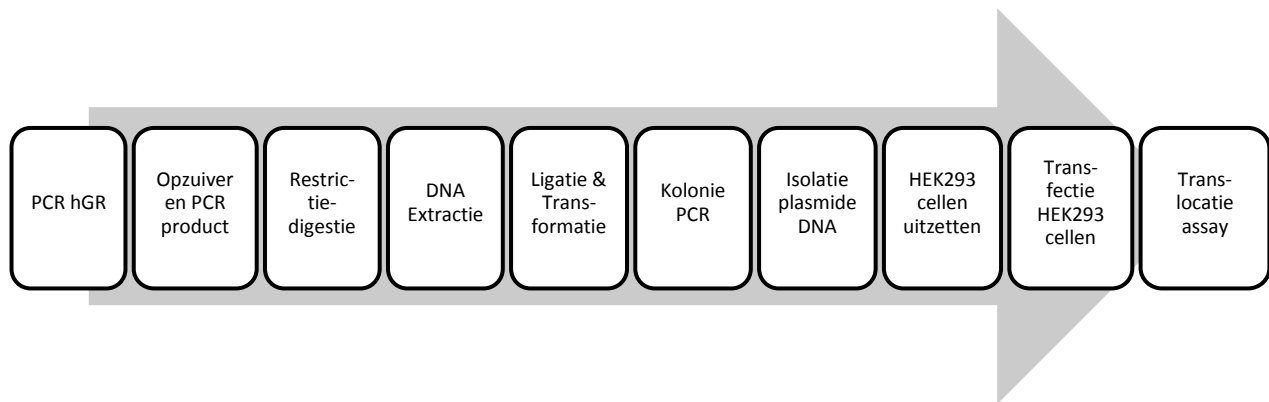 PCR hGR
Opzuiver
en PCR
product
Restric-
tie-
digestie
DNA
Extractie
Ligatie &
Trans-
formatie
Kolonie
PCR
Isolatie
plasmide
DNA
HEK293
cellen
uitzetten
Trans-
fectie
HEK293
cellen
Trans-
locatie
assay